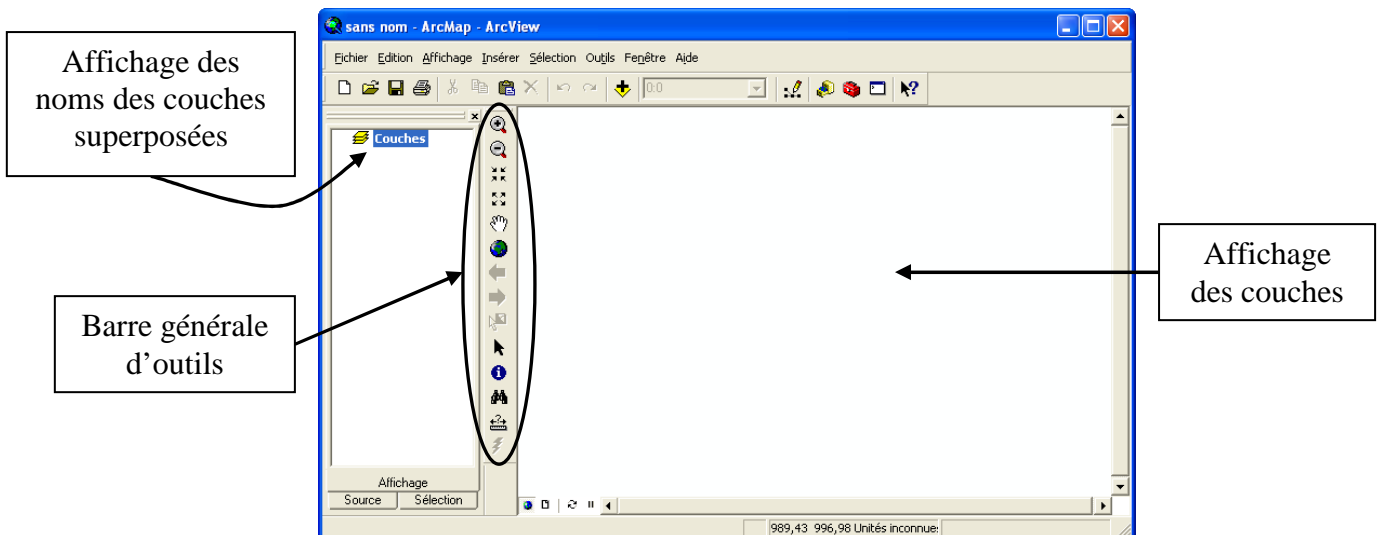 sans nom - ArcMap - ArcView
Fichier Edition Affichage Insérer Sélection Outils Fenêtre Aide
0:0
Affichage des
noms des couches
superposées
Couches
Affichage
des couches
Barre générale
d’outils
Affichage
Source Sélection
989,43 996,98 Unités inconnues